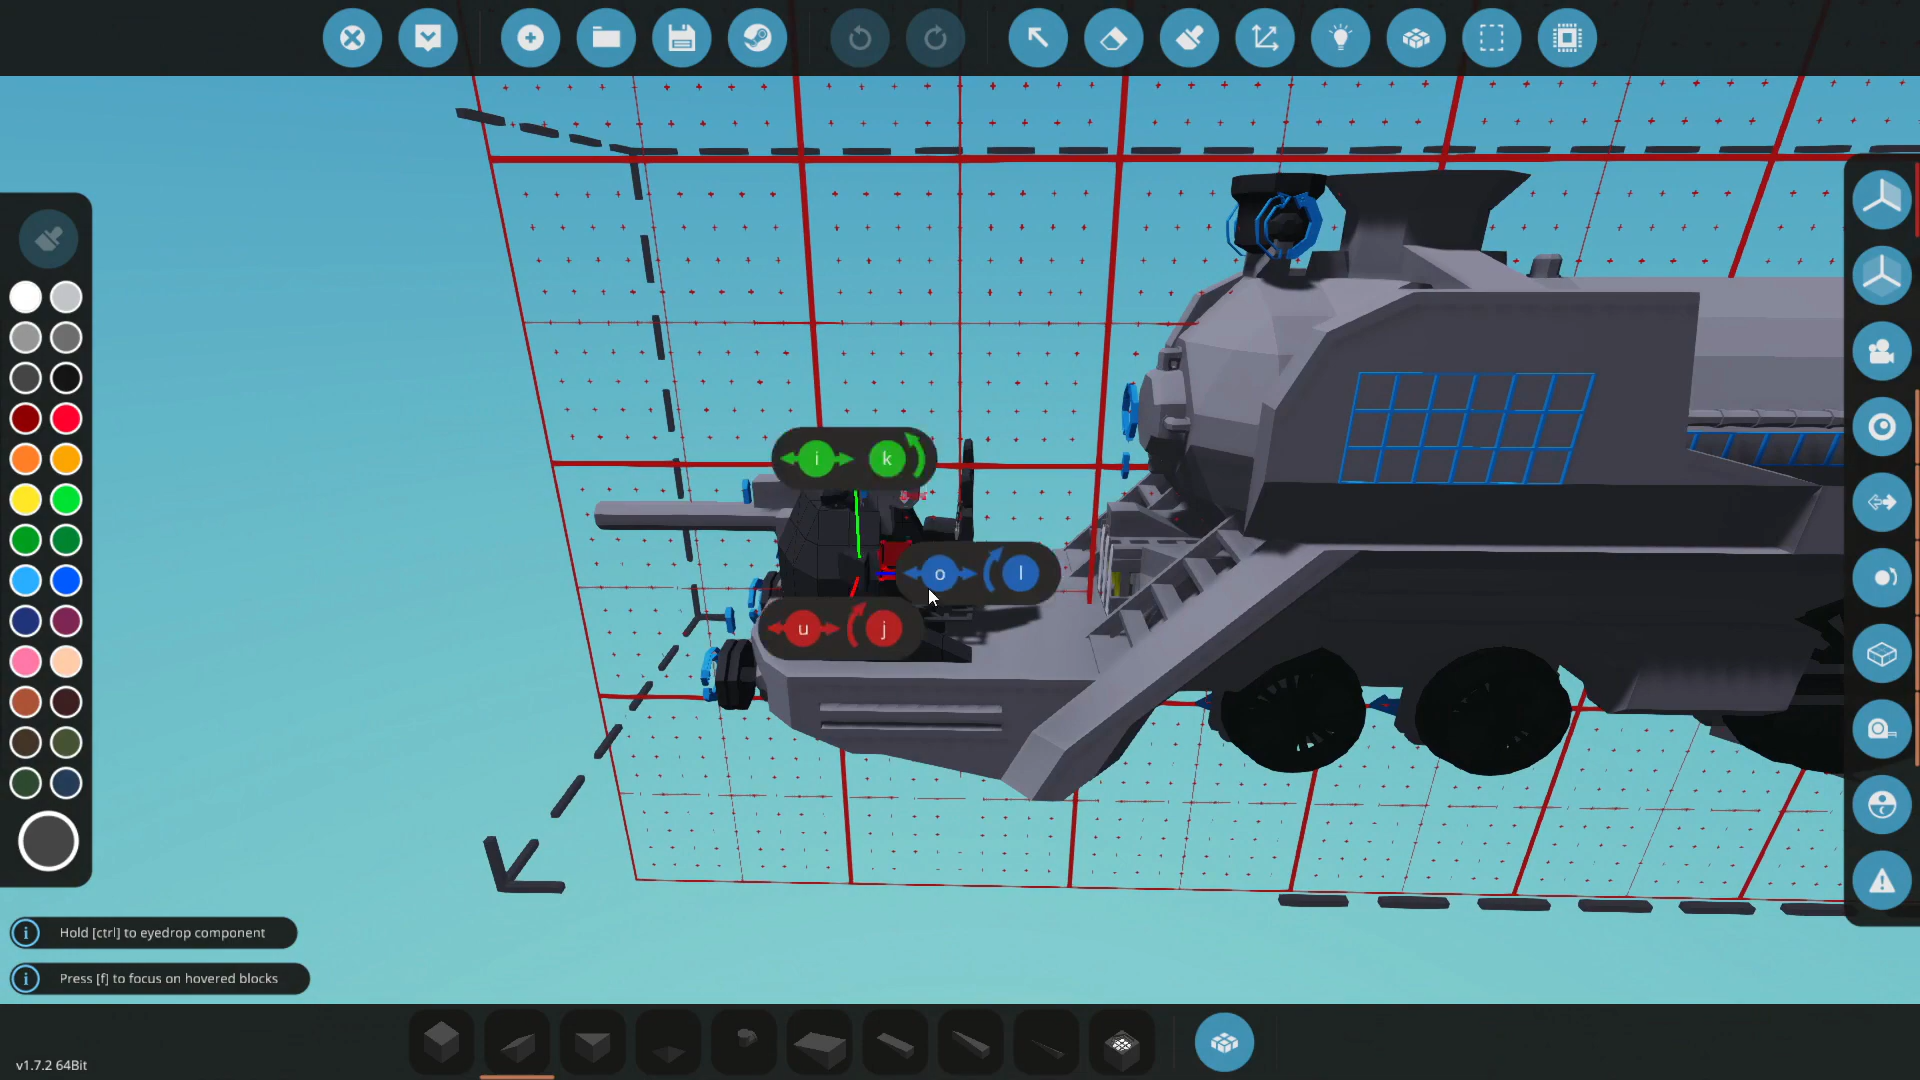 i k
o l
u j
Hold [ctrl] to eyedrop component
Press [f] to focus on hovered blocks
v1.7.2 64Bit